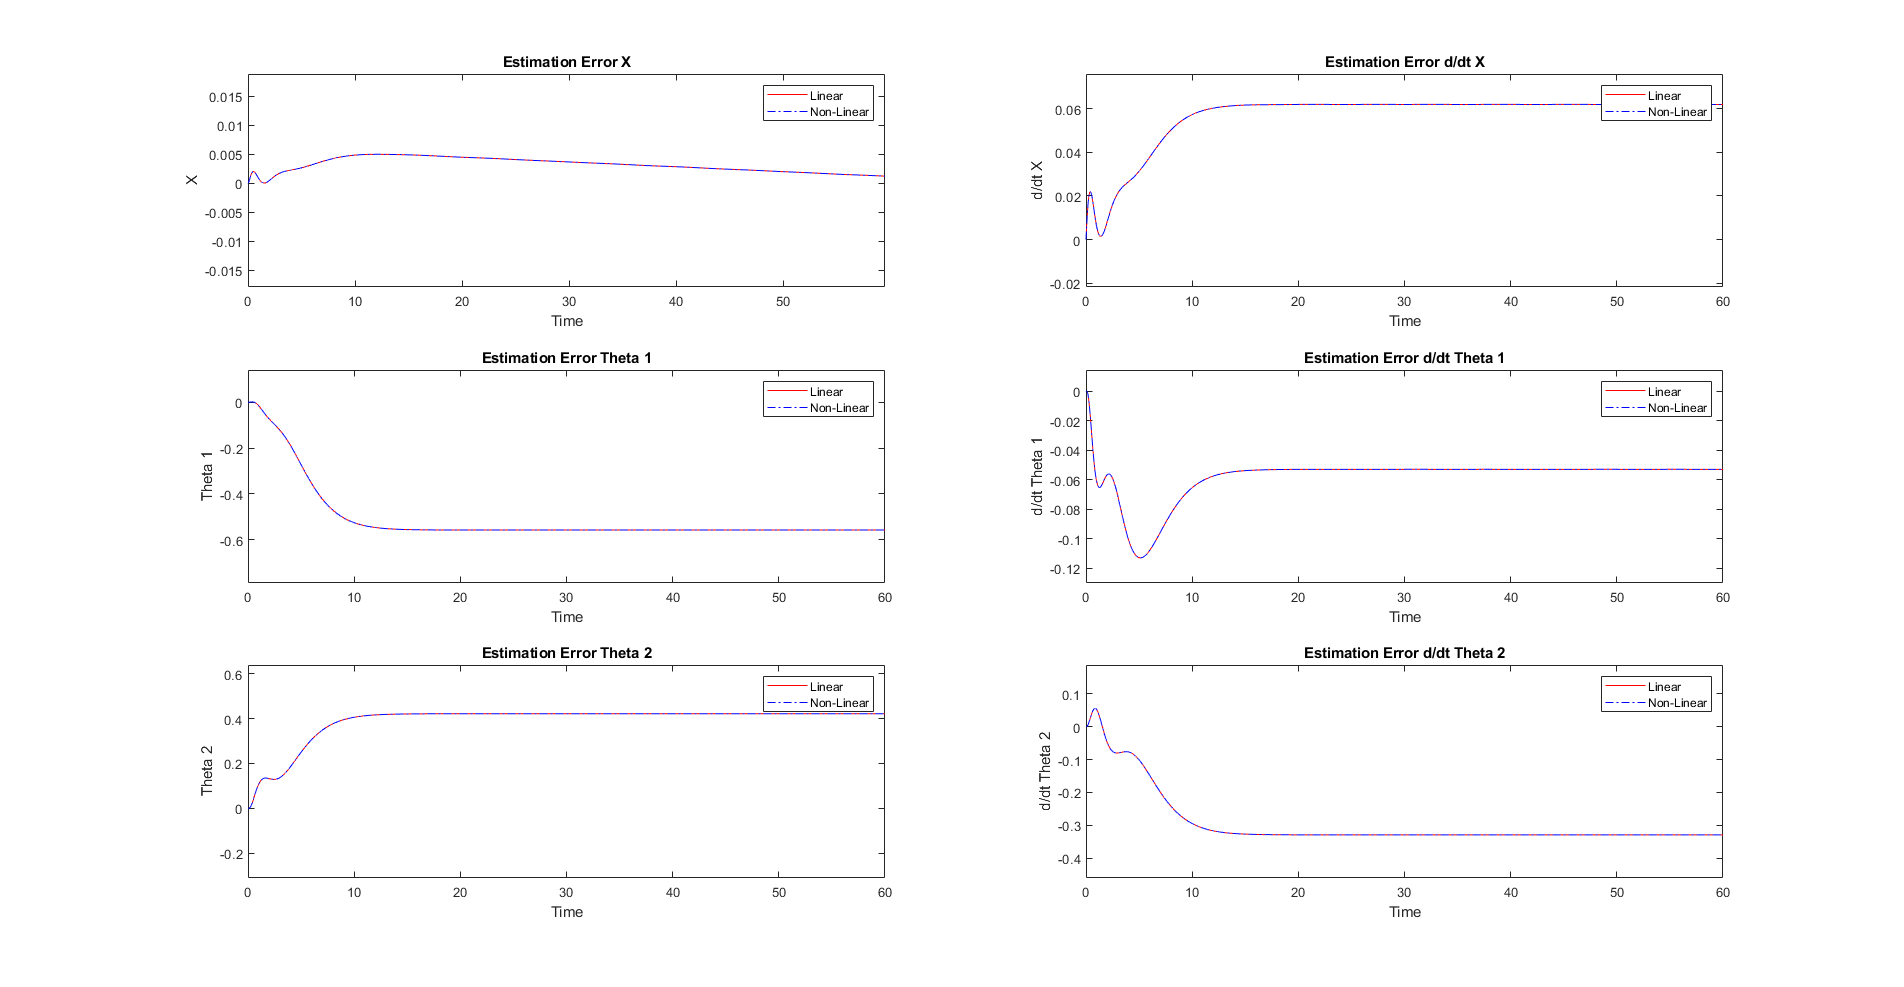 Estimation Error X
X
0.015
0.01
0.005
0
-0.005
-0.01
-0.015
Linear
Non-Linear
0 10 20 30 40 50
Time
Estimation Error d/dt X
d/dt X
0.06
0.04
0.02
0
-0.02
Linear
Non-Linear
0 10 20 30 40 50 60
Time
Estimation Error Theta 1
Theta 1
0
-0.2
-0.4
-0.6
Linear
Non-Linear
0 10 20 30 40 50 60
Time
Estimation Error d/dt Theta 1
d/dt Theta 1
0
-0.02
-0.04
-0.06
-0.08
-0.1
-0.12
Linear
Non-Linear
0 10 20 30 40 50 60
Time
Estimation Error Theta 2
Theta 2
0.6
0.4
0.2
0
-0.2
Linear
Non-Linear
0 10 20 30 40 50 60
Time
Estimation Error d/dt Theta 2
d/dt Theta 2
0.1
0
-0.1
-0.2
-0.3
-0.4
Linear
Non-Linear
0 10 20 30 40 50 60
Time